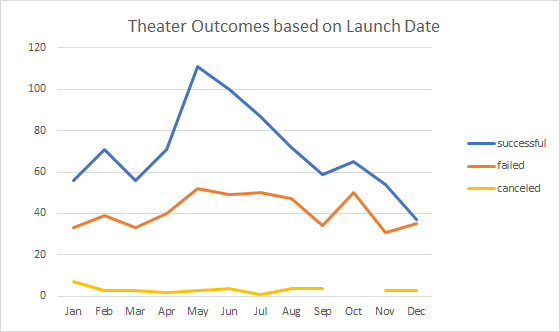 Theater Outcomes based on Launch Date
120
100
80
60
40
20
0
Jan Feb Mar Apr May Jun Jul Aug Sep Oct Nov Dec
successful
failed
canceled